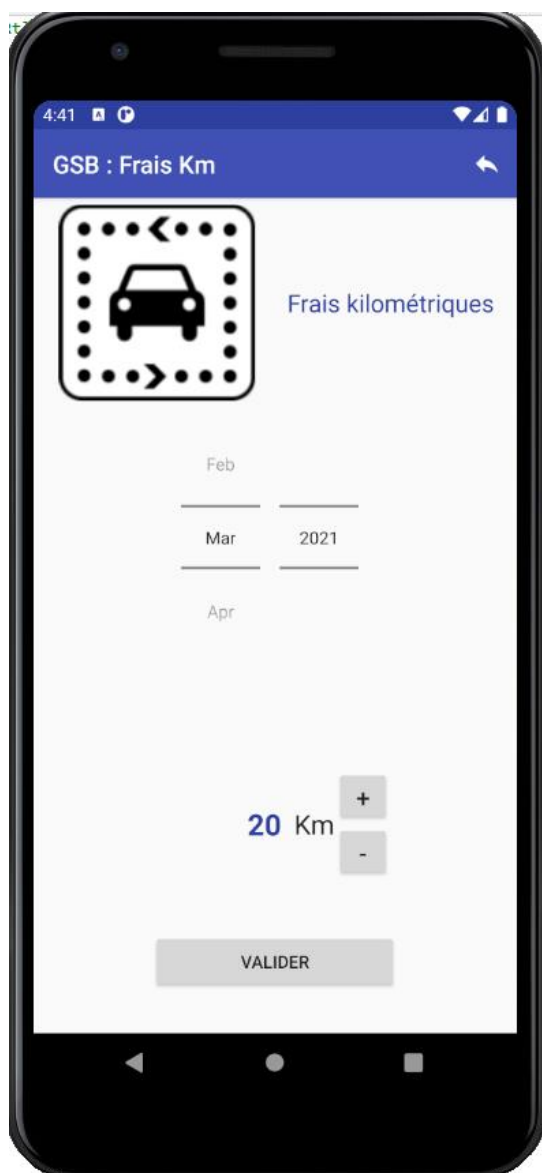 4:41
GSB : Frais Km
Frais kilométriques
Feb
Mar 2021
Apr
+
20 Km
-
VALIDER